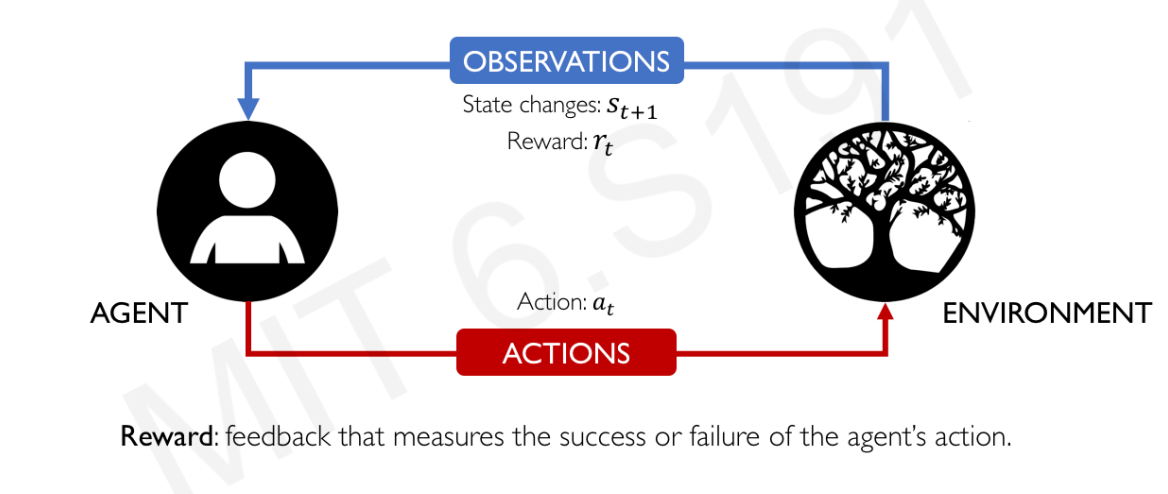 OBSERVATIONS
State changes: s_{t+1}
Reward: r_t
AGENT
Action: a_t
ENVIRONMENT
ACTIONS
Reward: feedback that measures the success or failure of the agent's action.
MIT 6.S191